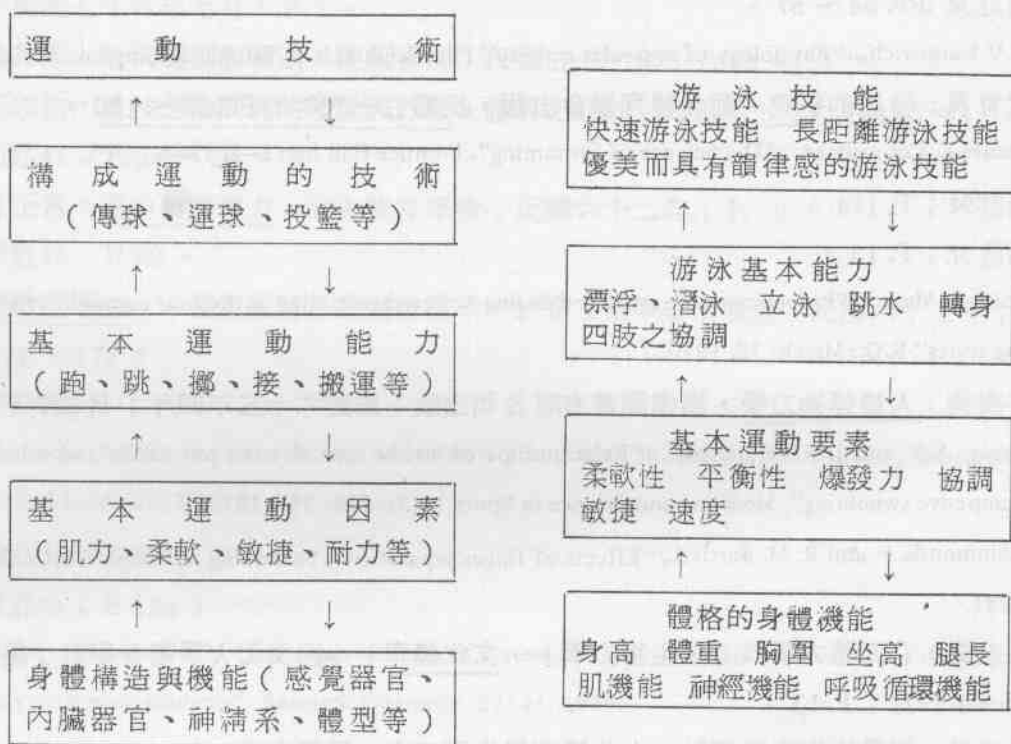 運動技術
構成運動的技術
(傳球、運球、投籃等)
基本運動能力
(跑、跳、擲、接、搬運等)
基本運動因素
(肌力、柔軟、敏捷、耐力等)
身體構造與機能(感覺器官、
內臟器官、神

系、體型等)
游泳技能
快速游泳技能 長距離游泳技能
優美而具有韻律感的游泳技能
游泳基本能力
漂浮、溜泳、立泳、跳水、轉身
四肢之協調
基本運動要素
柔軟性 平衡性 爆發力 協調
敏捷 速度
體格的身體機能
身高 體重 胸圍 坐高 腿長
肌機能 神經機能 呼吸循環機能